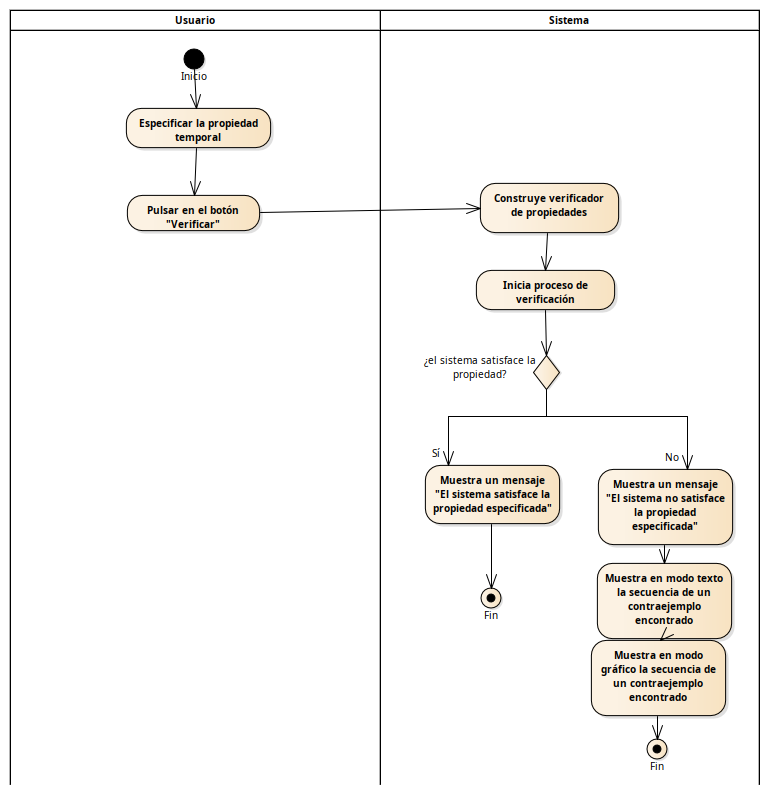 Usuario
Sistema
Inicio
Especificar la propiedad
temporal
Pulsar en el botón
"Verificar"
Construye verificador
de propiedades
Inicia proceso de
verificación
¿el sistema satisface la
propiedad?
Sí
No
Muestra un mensaje
"El sistema satisface la
propiedad especificada"
Fin
Muestra un mensaje
"El sistema no satisface
la propiedad
especificada"
Muestra en modo texto
la secuencia de un
contraejemplo
encontrado
Muestra en modo
gráfico la secuencia de
un contraejemplo
encontrado
Fin